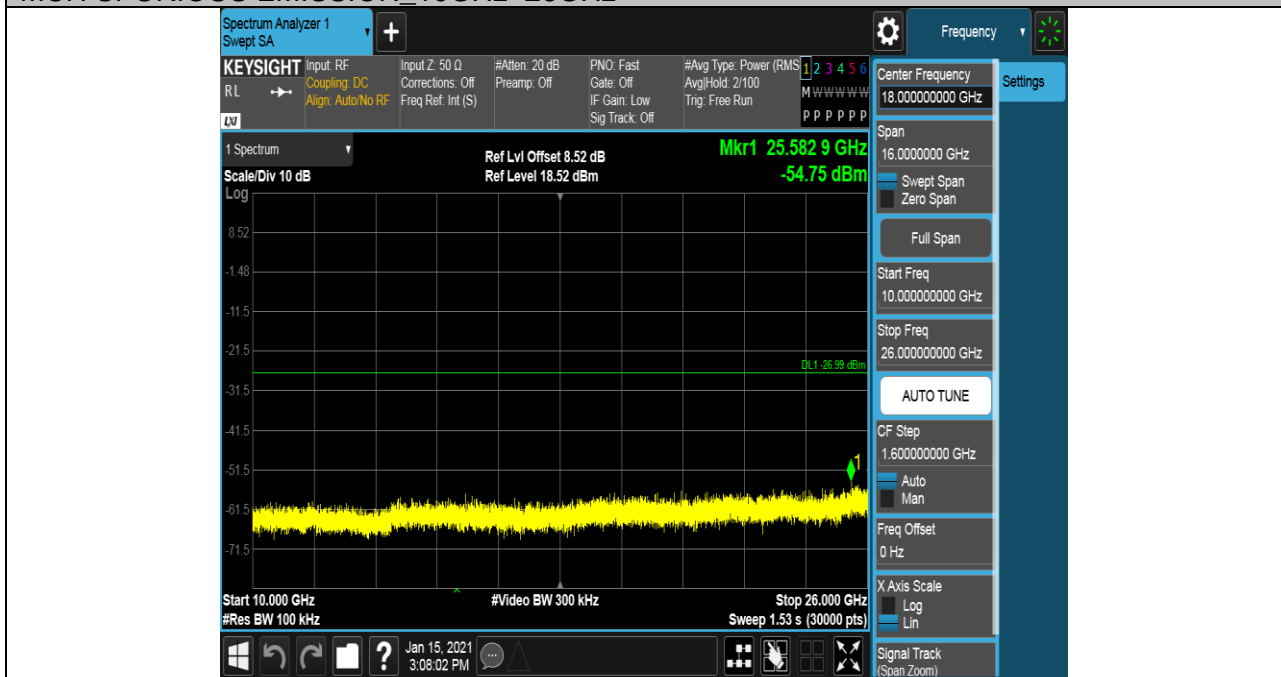 Spectrum Analyzer 1
Swept SA
+
Frequency
KEYSIGHT
RL
LXI
Input: RF
Coupling: DC
Align: Auto/No RF
Input Z: 50 Ω
Corrections: Off
Freq Ref: Int (S)
#Atten: 20 dB
Preamp: Off
PNO: Fast
Gate: Off
IF Gain: Low
Sig Track: Off
#Avg Type: Power (RMS
Avg|Hold: 2/100
Trig: Free Run
1 2 3 4 5 6
M W W W W W
P P P P P P
Center Frequency
18.000000000 GHz
Settings
Span
16.0000000 GHz
Swept Span
Zero Span
Full Span
Start Freq
10.000000000 GHz
Stop Freq
26.000000000 GHz
AUTO TUNE
CF Step
1.600000000 GHz
Auto
Man
Freq Offset
0 Hz
X Axis Scale
Log
Lin
Signal Track
(Span Zoom)
1 Spectrum
Scale/Div 10 dB
Log
Ref Lvl Offset 8.52 dB
Ref Level 18.52 dBm
Mkr1 25.582 9 GHz
-54.75 dBm
8.52
-1.48
-11.5
-21.5
DL1 -26.99 dBm
-31.5
-41.5
1
-51.5
-61.5
-71.5
Start 10.000 GHz
#Video BW 300 kHz
Stop 26.000 GHz
#Res BW 100 kHz
Sweep 1.53 s (30000 pts)
?
Jan 15, 2021
3:08:02 PM